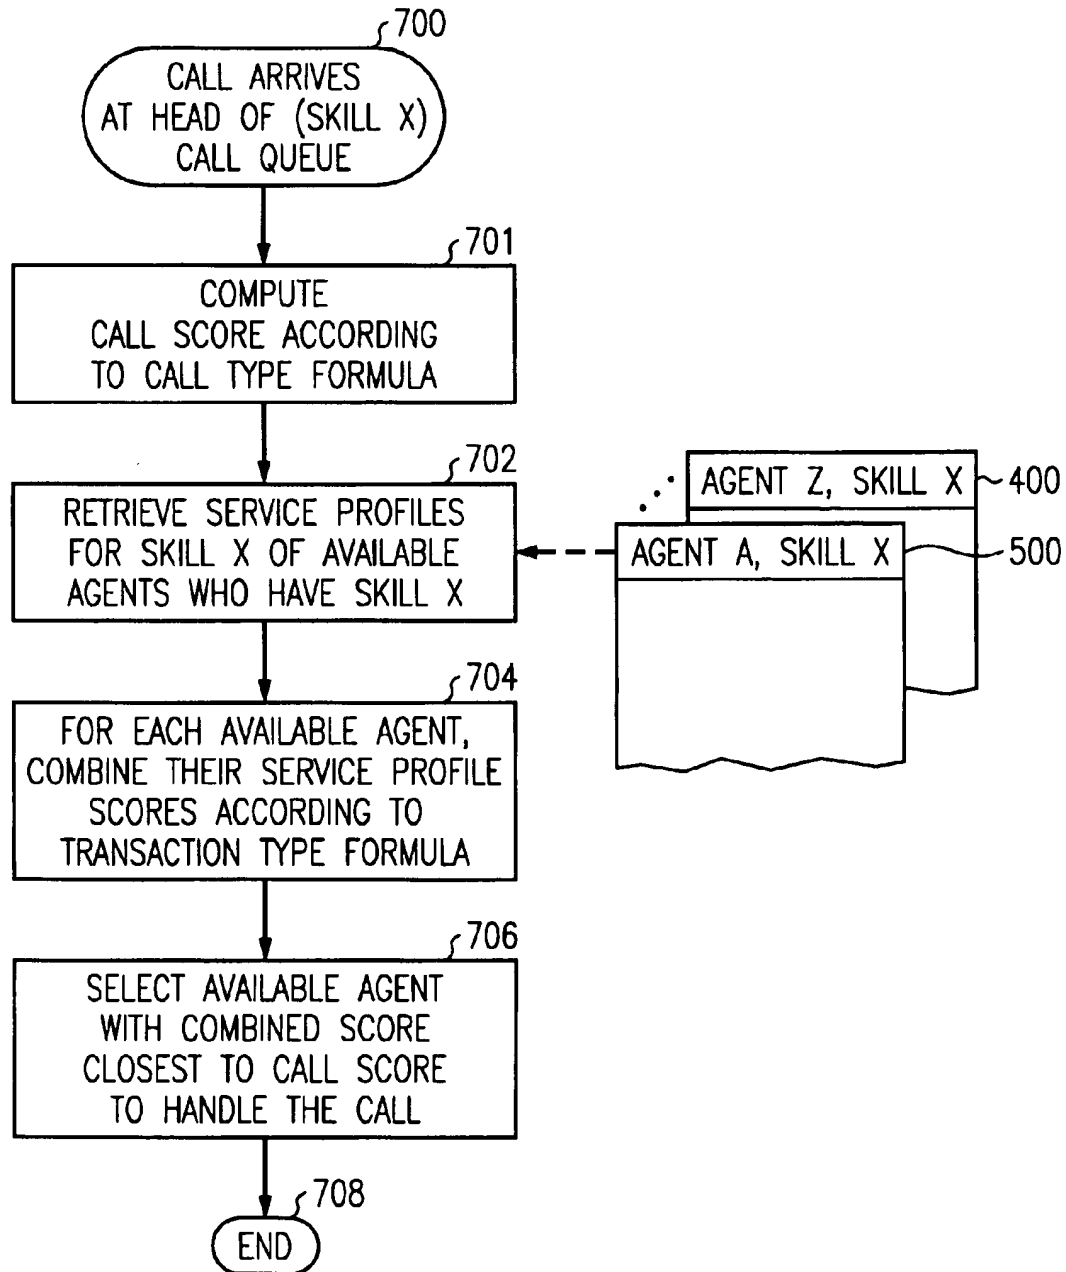 700
CALL ARRIVES
AT HEAD OF (SKILL X)
CALL QUEUE
701
COMPUTE
CALL SCORE ACCORDING
TO CALL TYPE FORMULA
702
RETRIEVE SERVICE PROFILES
FOR SKILL X OF AVAILABLE
AGENTS WHO HAVE SKILL X
AGENT Z, SKILL X
400
AGENT A, SKILL X
500
704
FOR EACH AVAILABLE AGENT,
COMBINE THEIR SERVICE PROFILE
SCORES ACCORDING TO
TRANSACTION TYPE FORMULA
706
SELECT AVAILABLE AGENT
WITH COMBINED SCORE
CLOSEST TO CALL SCORE
TO HANDLE THE CALL
708
END